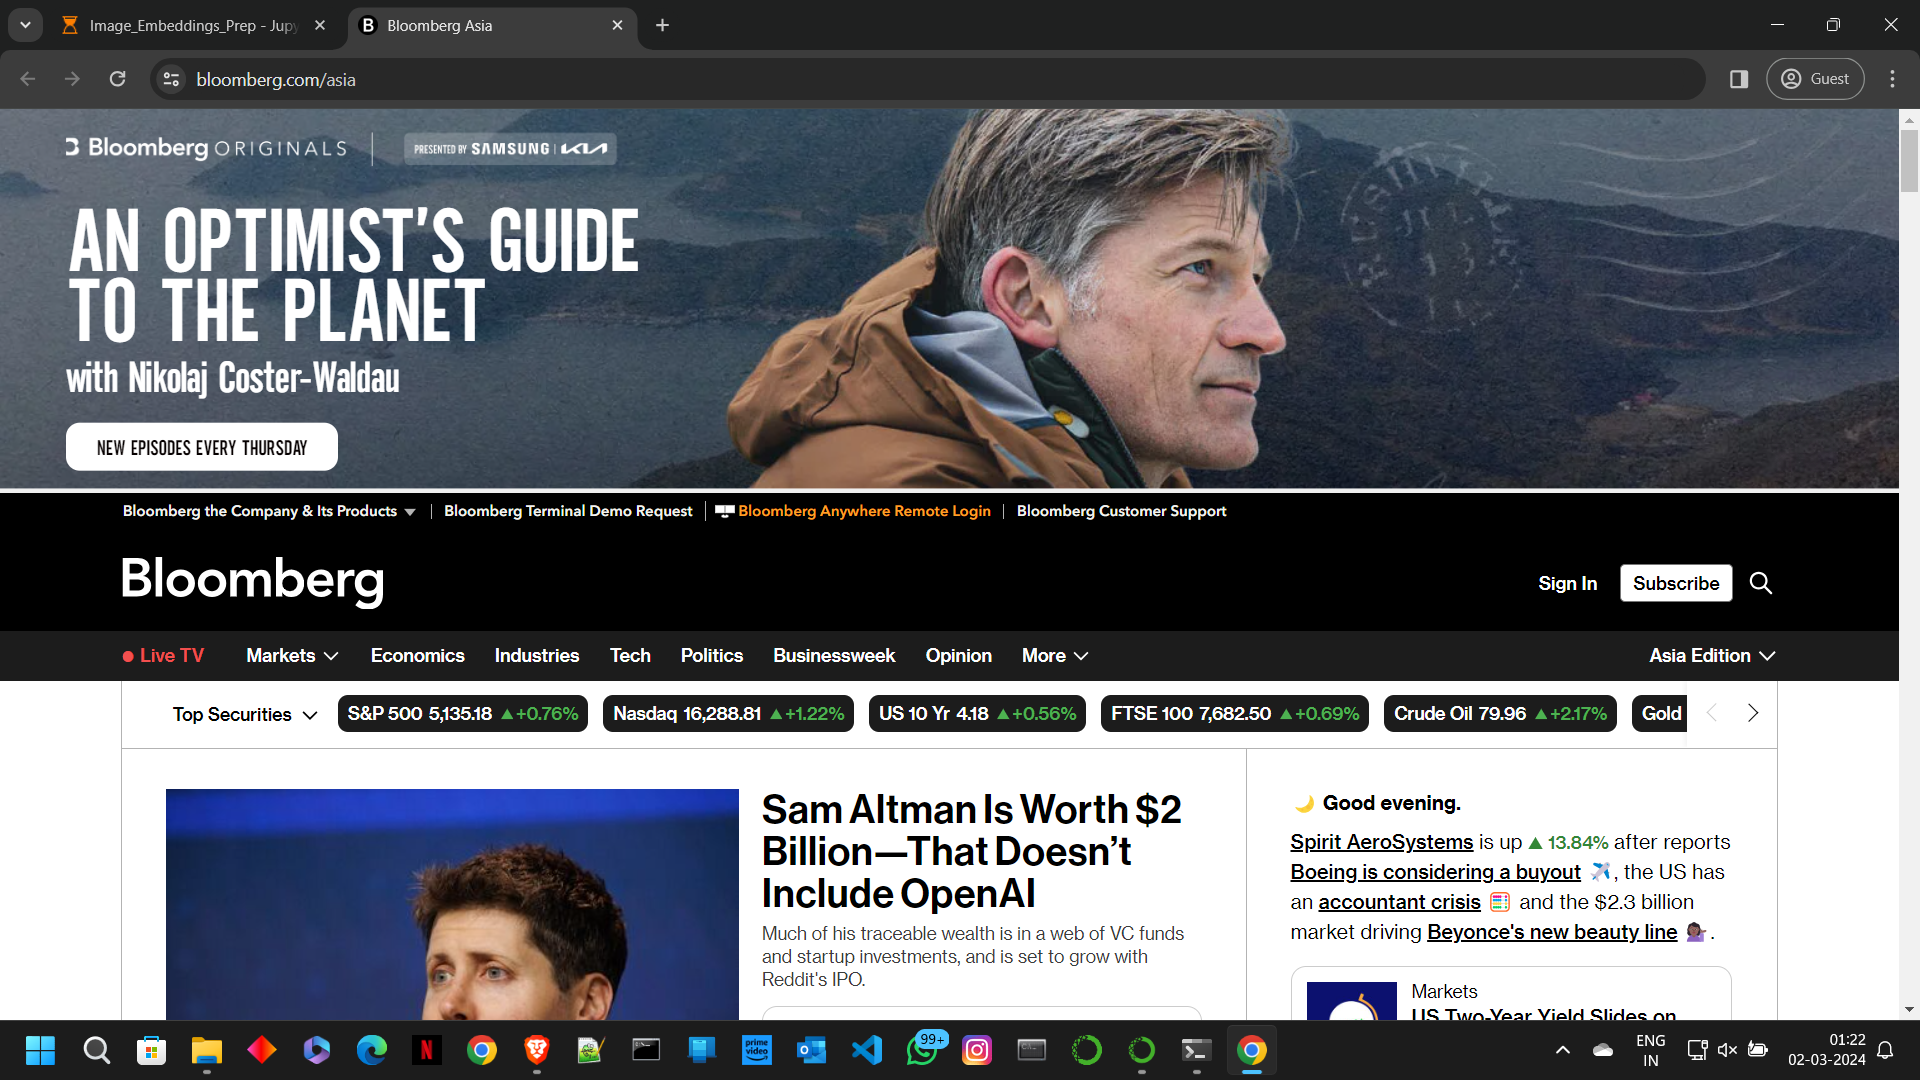 Image_Embeddings_Prep - Jupy
Bloomberg Asia
bloomberg.com/asia
Guest
Bloomberg ORIGINALS
PRESENTED BY SAMSUNG | KIA
AN OPTIMIST'S GUIDE
TO THE PLANET
with Nikolaj Coster-Waldau
NEW EPISODES EVERY THURSDAY
Bloomberg the Company & Its Products
Bloomberg Terminal Demo Request
Bloomberg Anywhere Remote Login
Bloomberg Customer Support
Bloomberg
Sign In
Subscribe
Live TV
Markets
Economics
Industries
Tech
Politics
Businessweek
Opinion
More
Asia Edition
Top Securities
S&P 500 5,135.18 ▲+0.76%
Nasdaq 16,288.81 ▲+1.22%
US 10 Yr 4.18 ▲+0.56%
FTSE 100 7,682.50 ▲+0.69%
Crude Oil 79.96 ▲+2.17%
Gold
Sam Altman Is Worth $2
Billion—That Doesn't
Include OpenAI
Much of his traceable wealth is in a web of VC funds
and startup investments, and is set to grow with
Reddit's IPO.
🌙 Good evening.
Spirit AeroSystems is up ▲ 13.84% after reports
Boeing is considering a buyout ✈️, the US has
an accountant crisis 🧮 and the $2.3 billion
market driving Beyonce's new beauty line 💁🏾‍♀️.
Markets
US Two-Year Yield Slides on
99+
prime
video
ENG
IN
01:22
02-03-2024